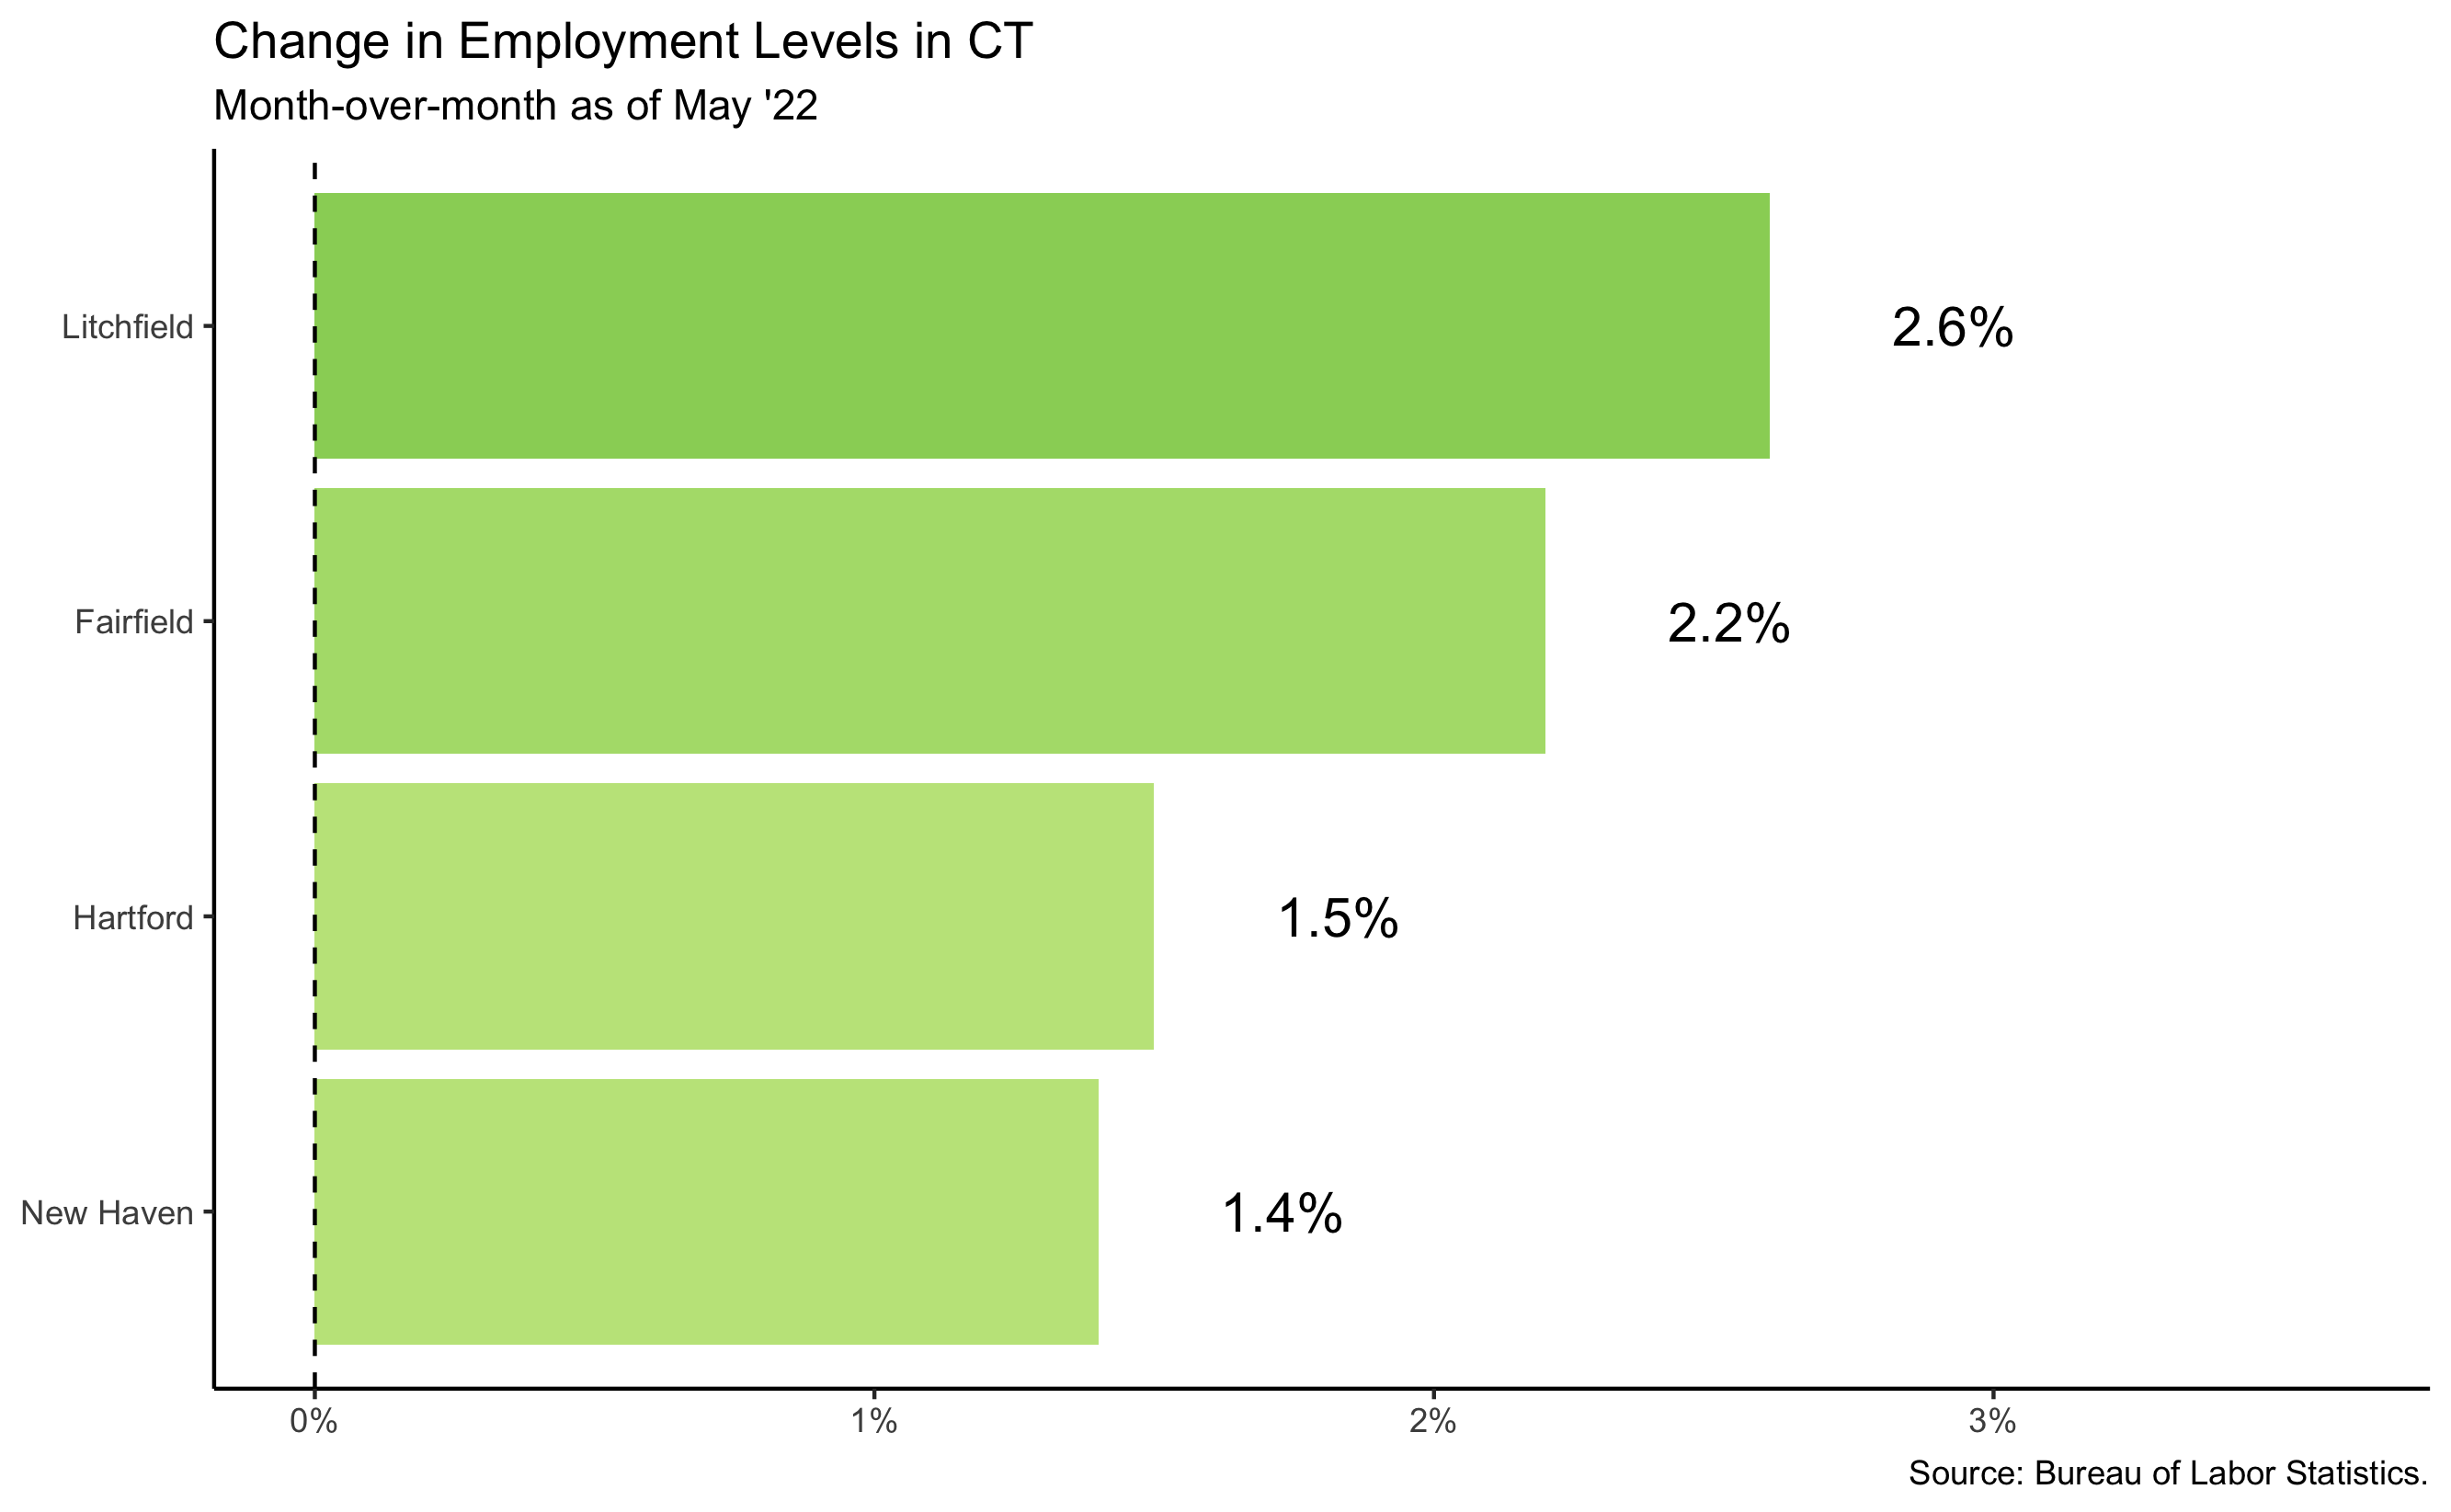 Change in Employment Levels in CT
Month-over-month as of May '22
Litchfield
2.6%
Fairfield
2.2%
Hartford
1.5%
New Haven
1.4%
0% 1% 2% 3%
Source: Bureau of Labor Statistics.